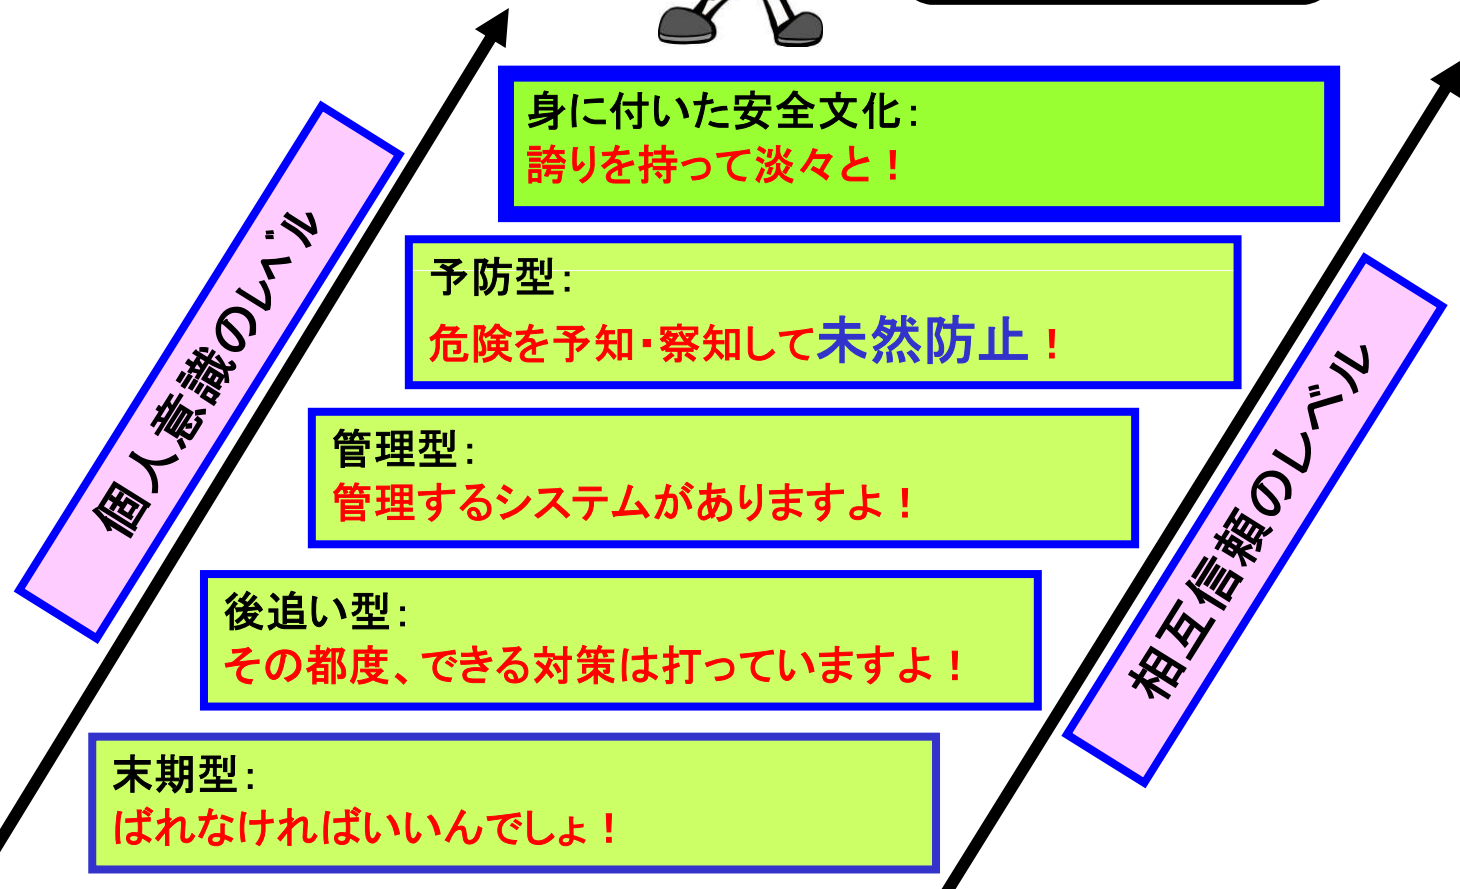 身に付いた安全文化：
誇りを持って淡々と！
予防型：
危険を予知・察知して未然防止！
管理型：
管理するシステムがありますよ！
後追い型：
その都度、できる対策は打っていますよ！
末期型：
ばれなければいいんでしょ！
個人意識のレベル
相互信頼のレベル